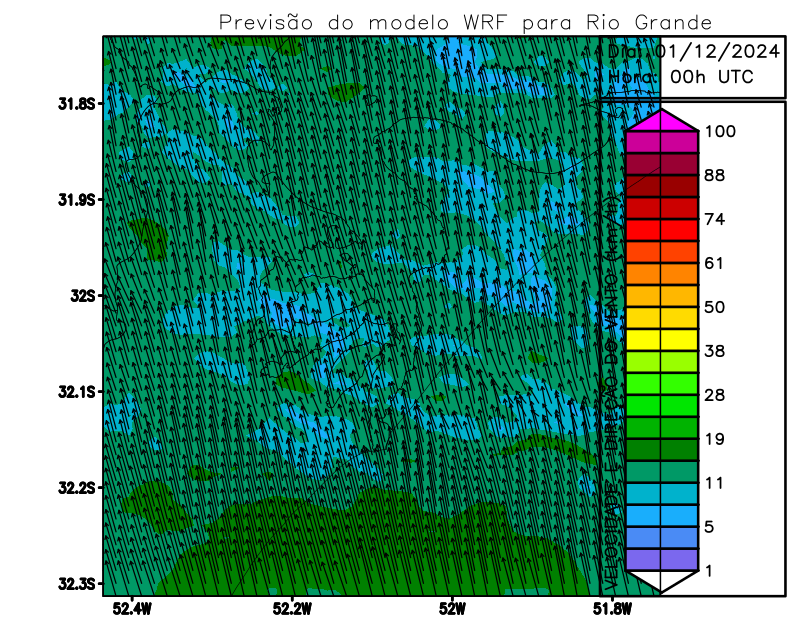 Previsão do modelo WRF para Rio Grande
Dia: 01/12/2024
Hora: 00h UTC
31.8S
31.9S
32S
32.1S
32.2S
32.3S
52.4W
52.2W
52W
51.8W
VELOCIDADE E DIREÇÃO DO VENTO: (km/h)
100
88
74
61
50
38
28
19
11
5
1